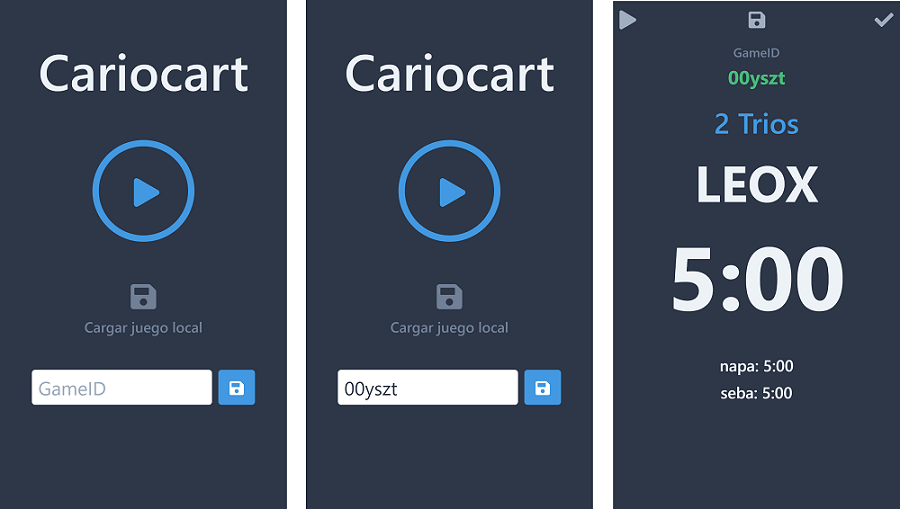 Cariocart
Cargar juego local
GameID
Cariocart
Cargar juego local
00yszt
GameID
00yszt
2 Trios
LEOX
5:00
napa: 5:00
seba: 5:00